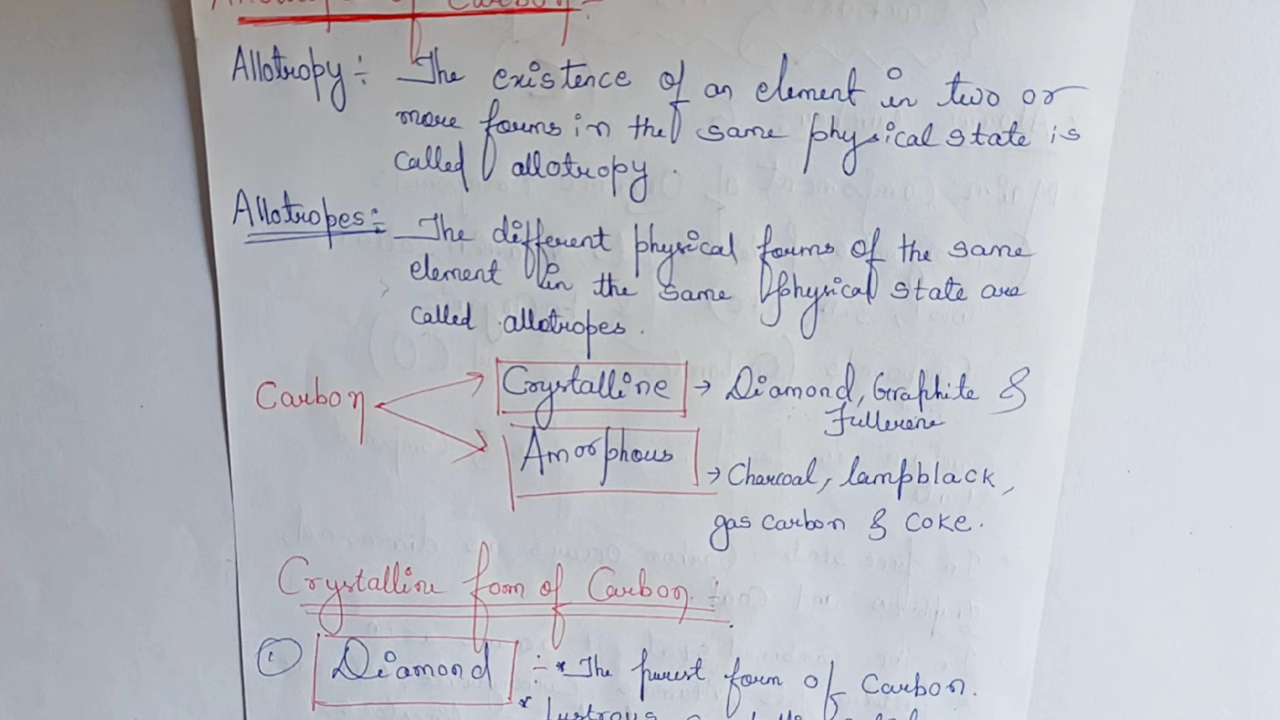 of Carbon:-
Allotropy ÷ The existence of an element in two or
more forms in the same physical state is
called allotropy.
Allotropes ÷ The different physical forms of the same
element in the same physical state are
called allotropes.
Carbon
Crystalline → Diamond, Graphite &
Fullerene
Amorphous → Charcoal, lampblack,
gas carbon & coke.
Crystalline form of Carbon :
1 Diamond ÷ * The purest form of Carbon.
* Lustrous